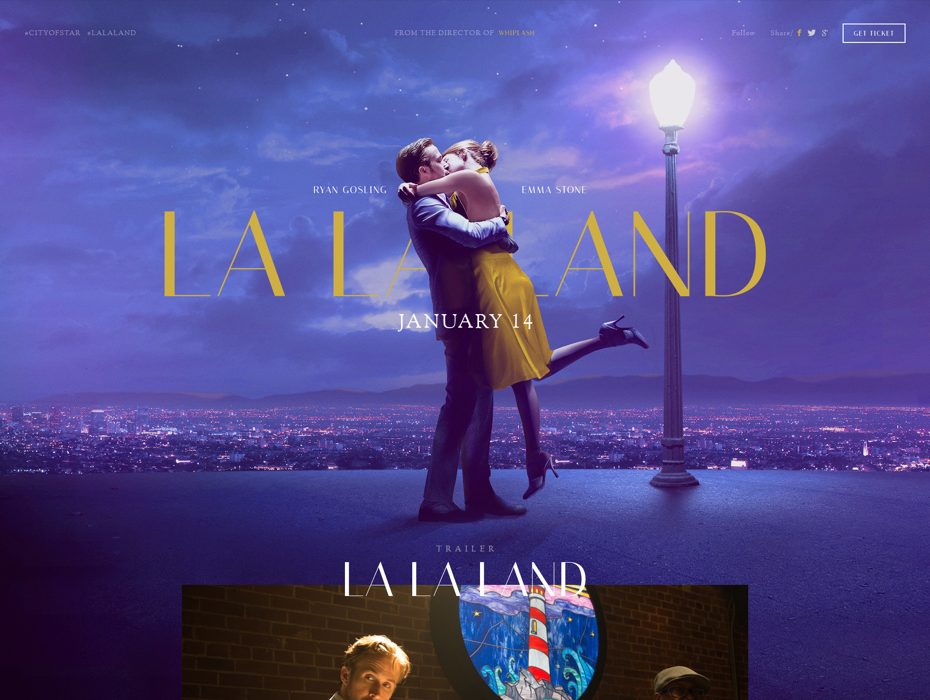 #CITYOFSTAR #LALALAND
FROM THE DIRECTOR OF WHIPLASH
Follow Share/
GET TICKET
RYAN GOSLING EMMA STONE
LA LA LAND
JANUARY 14
TRAILER
LA LA LAND